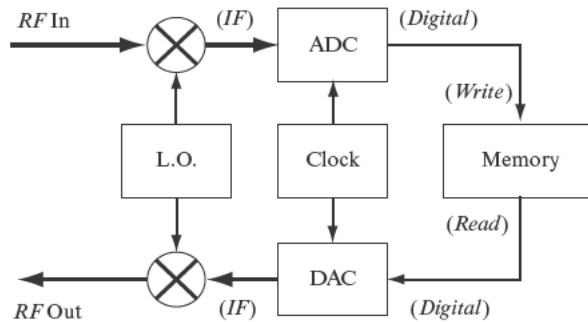 RF In
(IF)
ADC
(Digital)
(Write)
L.O.
Clock
Memory
(Read)
DAC
RF Out
(IF)
(Digital)